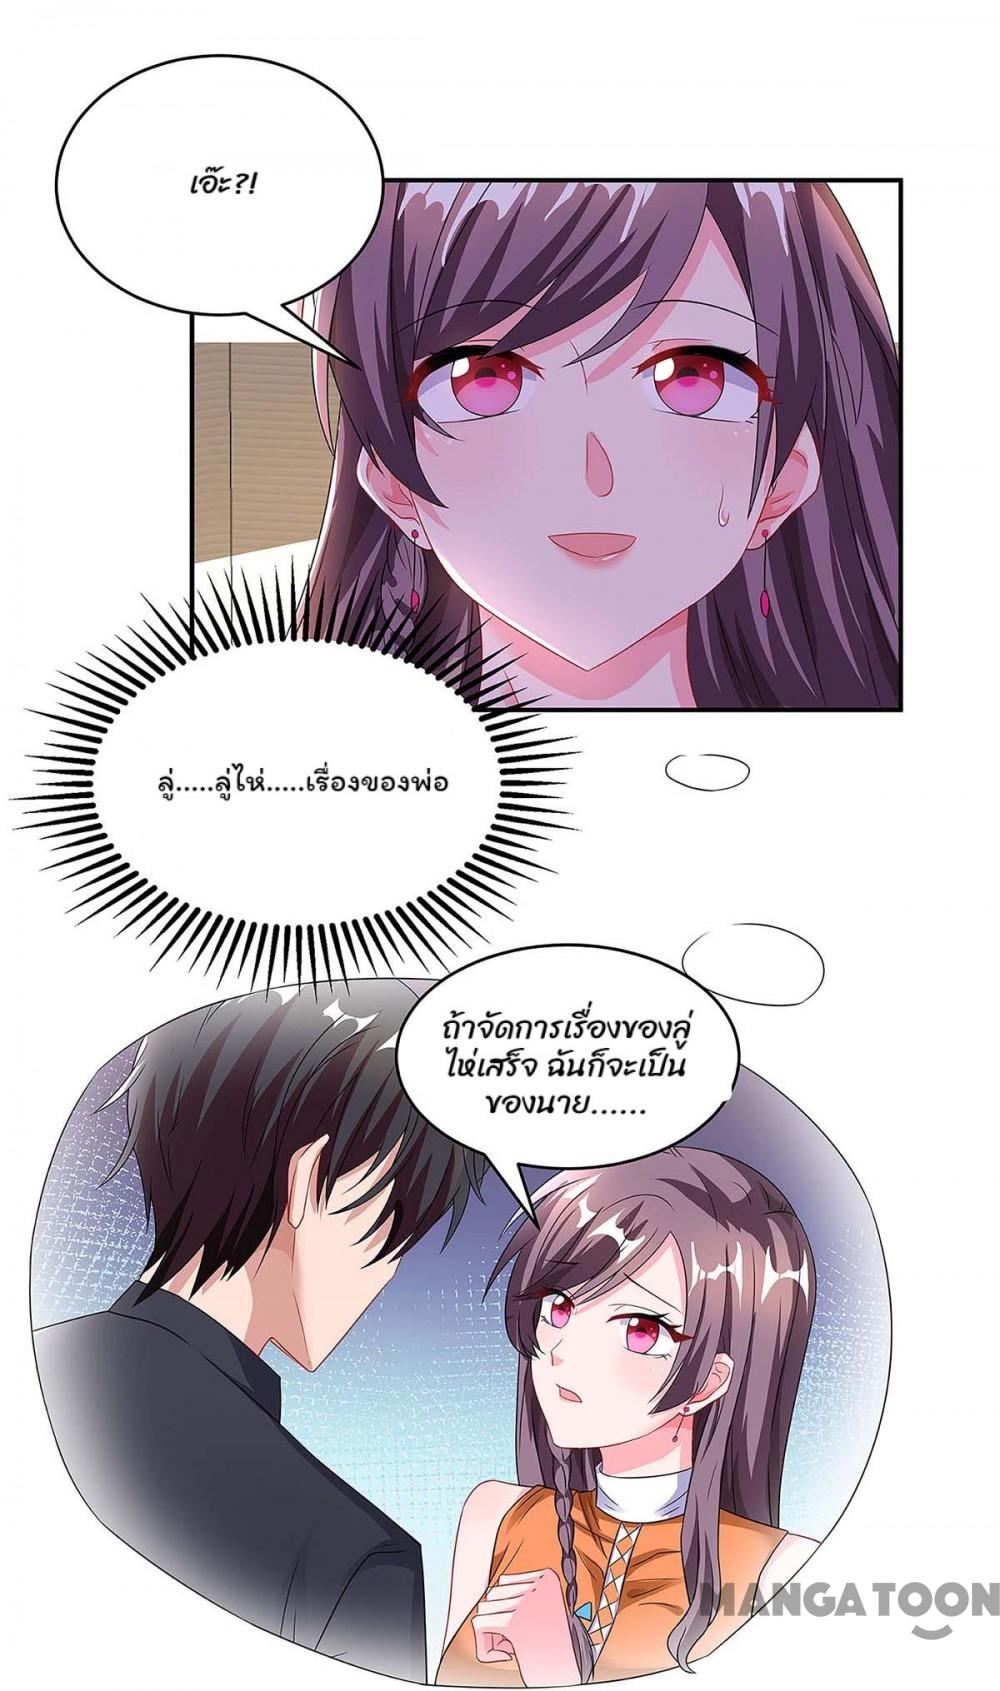 เอ๊ะ?!
ลู่.....ลู่ไห่.....เรื่องของพ่อ
ถ้าจัดการเรื่องของลู่
ไห่เสร็จ ฉันก็จะเป็น
ของนาย......
MANGATOON